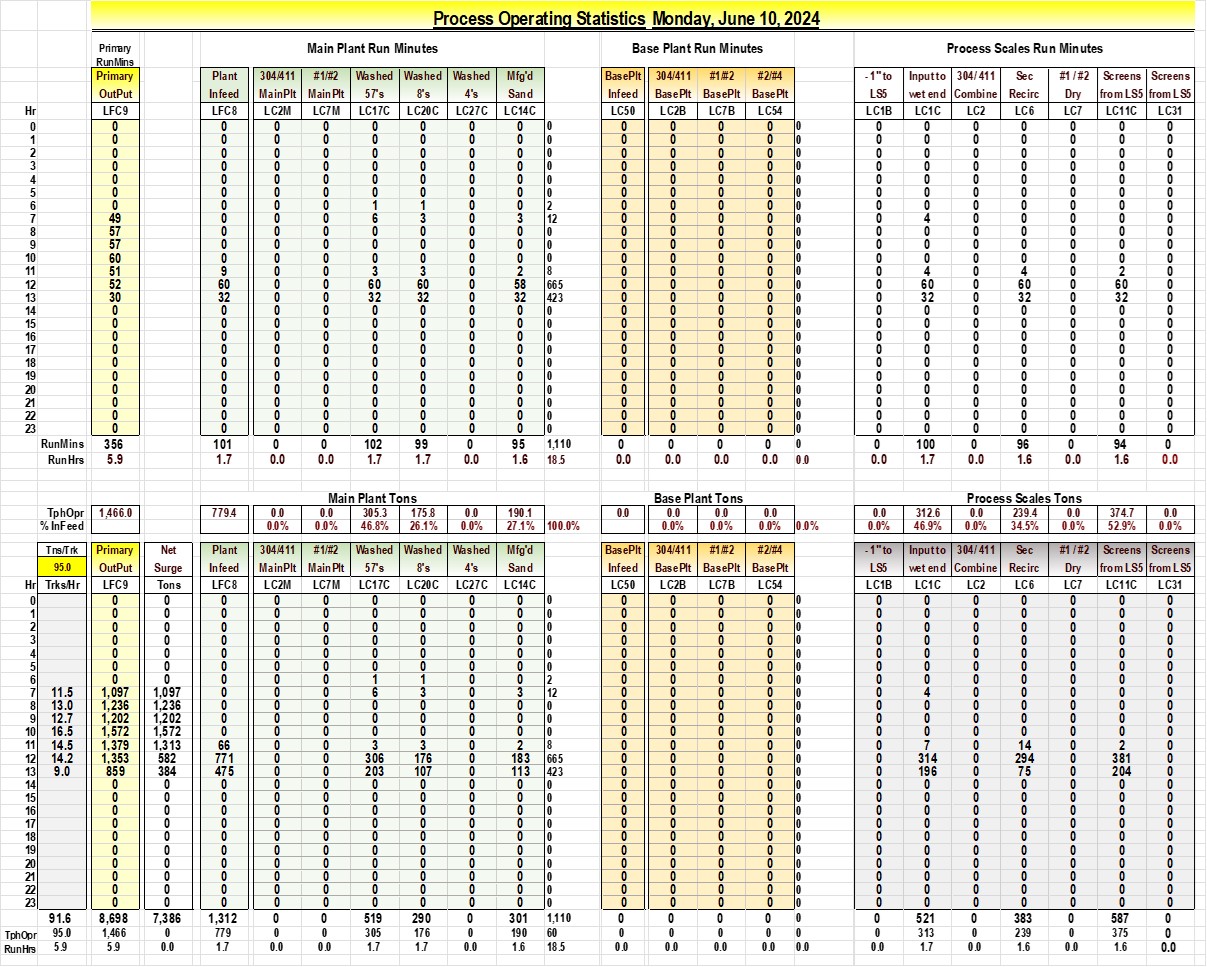 Process Operating Statistics Monday, June 10, 2024
Primary Main Plant Run Minutes Base Plant Run Minutes Process Scales Run Minutes
RunMins
Primary Plant 304/411 #1/#2 Washed Washed Washed Mfg'd BasePlt 304/411 #1/#2 #2/#4 - 1" to Input to 304/ 411 Sec #1 / #2 Screens Screens
OutPut Infeed MainPlt MainPlt 57's 8's 4's Sand Infeed BasePlt BasePlt BasePlt LS5 wet end Combine Recirc Dry from LS5 from LS5
Hr LFC9 LFC8 LC2M LC7M LC17C LC20C LC27C LC14C LC50 LC2B LC7B LC54 LC1B LC1C LC2 LC6 LC7 LC11C LC31
0 0 0 0 0 0 0 0 0 0 0 0 0 0 0 0 0 0 0 0 0 0
1 0 0 0 0 0 0 0 0 0 0 0 0 0 0 0 0 0 0 0 0 0
2 0 0 0 0 0 0 0 0 0 0 0 0 0 0 0 0 0 0 0 0 0
3 0 0 0 0 0 0 0 0 0 0 0 0 0 0 0 0 0 0 0 0 0
4 0 0 0 0 0 0 0 0 0 0 0 0 0 0 0 0 0 0 0 0 0
5 0 0 0 0 0 0 0 0 0 0 0 0 0 0 0 0 0 0 0 0 0
6 0 0 0 0 1 1 0 0 2 0 0 0 0 0 0 0 0 0 0 0 0
7 49 0 0 0 6 3 0 3 12 0 0 0 0 0 0 4 0 0 0 0 0
8 57 0 0 0 0 0 0 0 0 0 0 0 0 0 0 0 0 0 0 0 0
9 57 0 0 0 0 0 0 0 0 0 0 0 0 0 0 0 0 0 0 0 0
10 60 0 0 0 0 0 0 0 0 0 0 0 0 0 0 0 0 0 0 0 0
11 51 9 0 0 3 3 0 2 8 0 0 0 0 0 0 4 0 4 0 2 0
12 52 60 0 0 60 60 0 58 665 0 0 0 0 0 0 60 0 60 0 60 0
13 30 32 0 0 32 32 0 32 423 0 0 0 0 0 0 32 0 32 0 32 0
14 0 0 0 0 0 0 0 0 0 0 0 0 0 0 0 0 0 0 0 0 0
15 0 0 0 0 0 0 0 0 0 0 0 0 0 0 0 0 0 0 0 0 0
16 0 0 0 0 0 0 0 0 0 0 0 0 0 0 0 0 0 0 0 0 0
17 0 0 0 0 0 0 0 0 0 0 0 0 0 0 0 0 0 0 0 0 0
18 0 0 0 0 0 0 0 0 0 0 0 0 0 0 0 0 0 0 0 0 0
19 0 0 0 0 0 0 0 0 0 0 0 0 0 0 0 0 0 0 0 0 0
20 0 0 0 0 0 0 0 0 0 0 0 0 0 0 0 0 0 0 0 0 0
21 0 0 0 0 0 0 0 0 0 0 0 0 0 0 0 0 0 0 0 0 0
22 0 0 0 0 0 0 0 0 0 0 0 0 0 0 0 0 0 0 0 0 0
23 0 0 0 0 0 0 0 0 0 0 0 0 0 0 0 0 0 0 0 0 0
RunMins 356 101 0 0 102 99 0 95 1,110 0 0 0 0 0 0 100 0 96 0 94 0
RunHrs 5.9 1.7 0.0 0.0 1.7 1.7 0.0 1.6 18.5 0.0 0.0 0.0 0.0 0.0 0.0 1.7 0.0 1.6 0.0 1.6 0.0
Main Plant Tons Base Plant Tons Process Scales Tons
TphOpr 1,466.0 779.4 0.0 0.0 305.3 175.8 0.0 190.1 0.0 0.0 0.0 0.0 0.0 312.6 0.0 239.4 0.0 374.7 0.0
% InFeed 0.0% 0.0% 46.8% 26.1% 0.0% 27.1% 100.0% 0.0% 0.0% 0.0% 0.0% 0.0% 46.9% 0.0% 34.5% 0.0% 52.9% 0.0%
Tns/Trk Primary Net Plant 304/411 #1/#2 Washed Washed Washed Mfg'd BasePlt 304/411 #1/#2 #2/#4 - 1" to Input to 304/ 411 Sec #1 / #2 Screens Screens
95.0 OutPut Surge Infeed MainPlt MainPlt 57's 8's 4's Sand Infeed BasePlt BasePlt BasePlt LS5 wet end Combine Recirc Dry from LS5 from LS5
Hr Trks/Hr LFC9 Tons LFC8 LC2M LC7M LC17C LC20C LC27C LC14C LC50 LC2B LC7B LC54 LC1B LC1C LC2 LC6 LC7 LC11C LC31
0 0 0 0 0 0 0 0 0 0 0 0 0 0 0 0 0 0 0 0 0 0 0
1 0 0 0 0 0 0 0 0 0 0 0 0 0 0 0 0 0 0 0 0 0 0
2 0 0 0 0 0 0 0 0 0 0 0 0 0 0 0 0 0 0 0 0 0 0
3 0 0 0 0 0 0 0 0 0 0 0 0 0 0 0 0 0 0 0 0 0 0
4 0 0 0 0 0 0 0 0 0 0 0 0 0 0 0 0 0 0 0 0 0 0
5 0 0 0 0 0 0 0 0 0 0 0 0 0 0 0 0 0 0 0 0 0 0
6 0 0 0 0 0 1 1 0 0 2 0 0 0 0 0 0 0 0 0 0 0 0
7 11.5 1,097 1,097 0 0 0 6 3 0 3 12 0 0 0 0 0 0 4 0 0 0 0 0
8 13.0 1,236 1,236 0 0 0 0 0 0 0 0 0 0 0 0 0 0 0 0 0 0 0 0
9 12.7 1,202 1,202 0 0 0 0 0 0 0 0 0 0 0 0 0 0 0 0 0 0 0 0
10 16.5 1,572 1,572 0 0 0 0 0 0 0 0 0 0 0 0 0 0 0 0 0 0 0 0
11 14.5 1,379 1,313 66 0 0 3 3 0 2 8 0 0 0 0 0 0 7 0 14 0 2 0
12 14.2 1,353 582 771 0 0 306 176 0 183 665 0 0 0 0 0 0 314 0 294 0 381 0
13 9.0 859 384 475 0 0 203 107 0 113 423 0 0 0 0 0 0 196 0 75 0 204 0
14 0 0 0 0 0 0 0 0 0 0 0 0 0 0 0 0 0 0 0 0 0 0
15 0 0 0 0 0 0 0 0 0 0 0 0 0 0 0 0 0 0 0 0 0 0
16 0 0 0 0 0 0 0 0 0 0 0 0 0 0 0 0 0 0 0 0 0 0
17 0 0 0 0 0 0 0 0 0 0 0 0 0 0 0 0 0 0 0 0 0 0
18 0 0 0 0 0 0 0 0 0 0 0 0 0 0 0 0 0 0 0 0 0 0
19 0 0 0 0 0 0 0 0 0 0 0 0 0 0 0 0 0 0 0 0 0 0
20 0 0 0 0 0 0 0 0 0 0 0 0 0 0 0 0 0 0 0 0 0 0
21 0 0 0 0 0 0 0 0 0 0 0 0 0 0 0 0 0 0 0 0 0 0
22 0 0 0 0 0 0 0 0 0 0 0 0 0 0 0 0 0 0 0 0 0 0
23 0 0 0 0 0 0 0 0 0 0 0 0 0 0 0 0 0 0 0 0 0 0
91.6 8,698 7,386 1,312 0 0 519 290 0 301 1,110 0 0 0 0 0 0 521 0 383 0 587 0
TphOpr 95.0 1,466 0 779 0 0 305 176 0 190 60 0 0 0 0 0 0 313 0 239 0 375 0
RunHrs 5.9 5.9 0.0 1.7 0.0 0.0 1.7 1.7 0.0 1.6 18.5 0.0 0.0 0.0 0.0 0.0 0.0 1.7 0.0 1.6 0.0 1.6 0.0